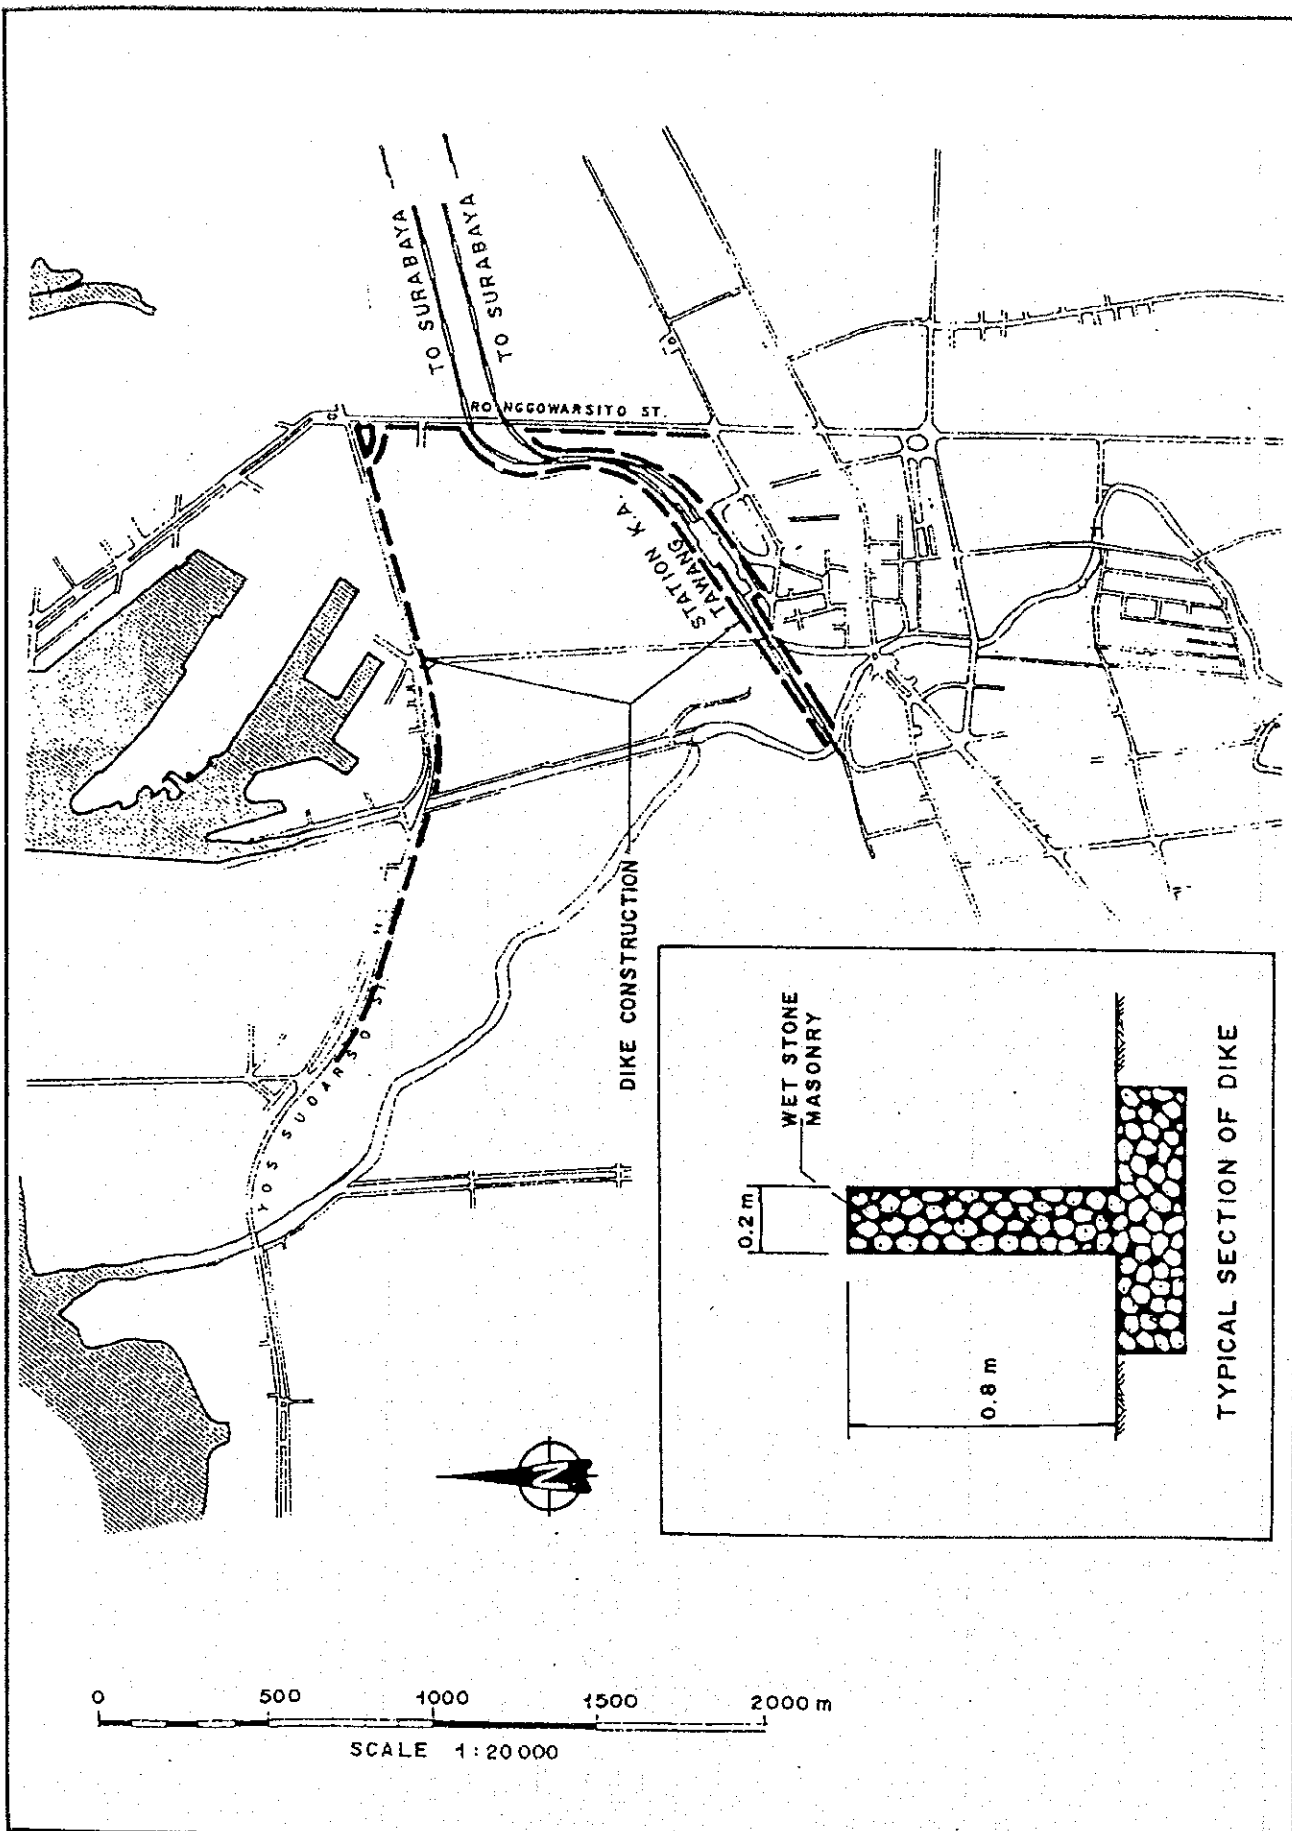 TO SURABAYA
TO SURABAYA
RONGGOWARSITO ST.
STATION K.A.
TAWANG
YOS SUDARSO ST.
DIKE CONSTRUCTION
N
WET STONE
MASONRY
0.2 m
0.8 m
TYPICAL SECTION OF DIKE
0 500 1000 1500 2000 m
SCALE 1:20000